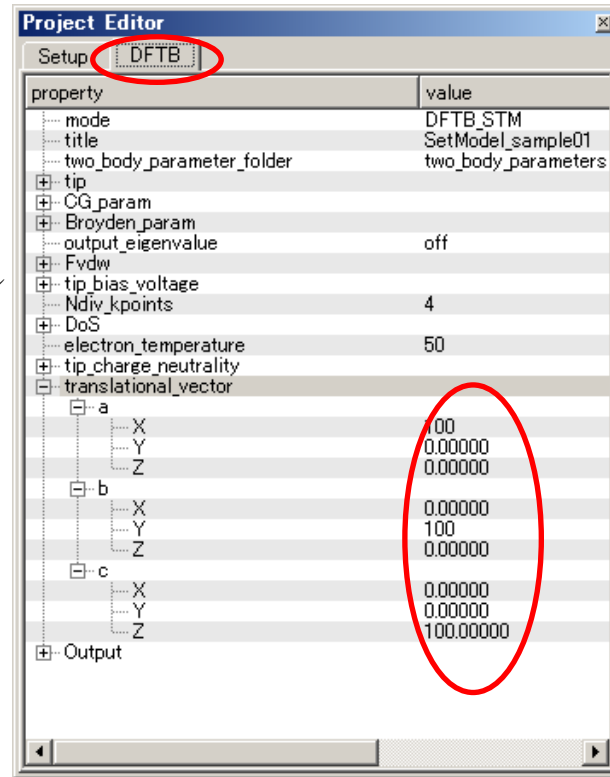 Project Editor
Setup DFTB
property value
mode DFTB_STM
title SetModel_sample01
two_body_parameter_folder two_body_parameters
tip
CG_param
Broyden_param
output_eigenvalue off
Fvdw
tip_bias_voltage
Ndiv_kpoints 4
DoS
electron_temperature 50
tip_charge_neutrality
translational_vector
a
X 100
Y 0.00000
Z 0.00000
b
X 0.00000
Y 100
Z 0.00000
c
X 0.00000
Y 0.00000
Z 100.00000
Output